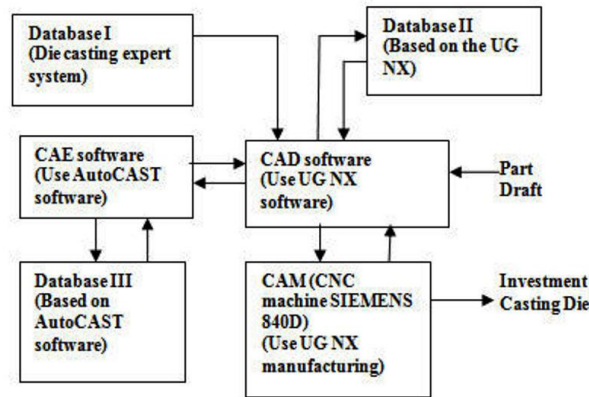 Database I
(Die casting expert
system)
Database II
(Based on the UG
NX)
CAE software
(Use AutoCAST
software)
CAD software
(Use UG NX
software)
Part
Draft
Database III
(Based on
AutoCAST
software)
CAM (CNC
machine SIEMENS
840D)
(Use UG NX
manufacturing)
Investment
Casting Die